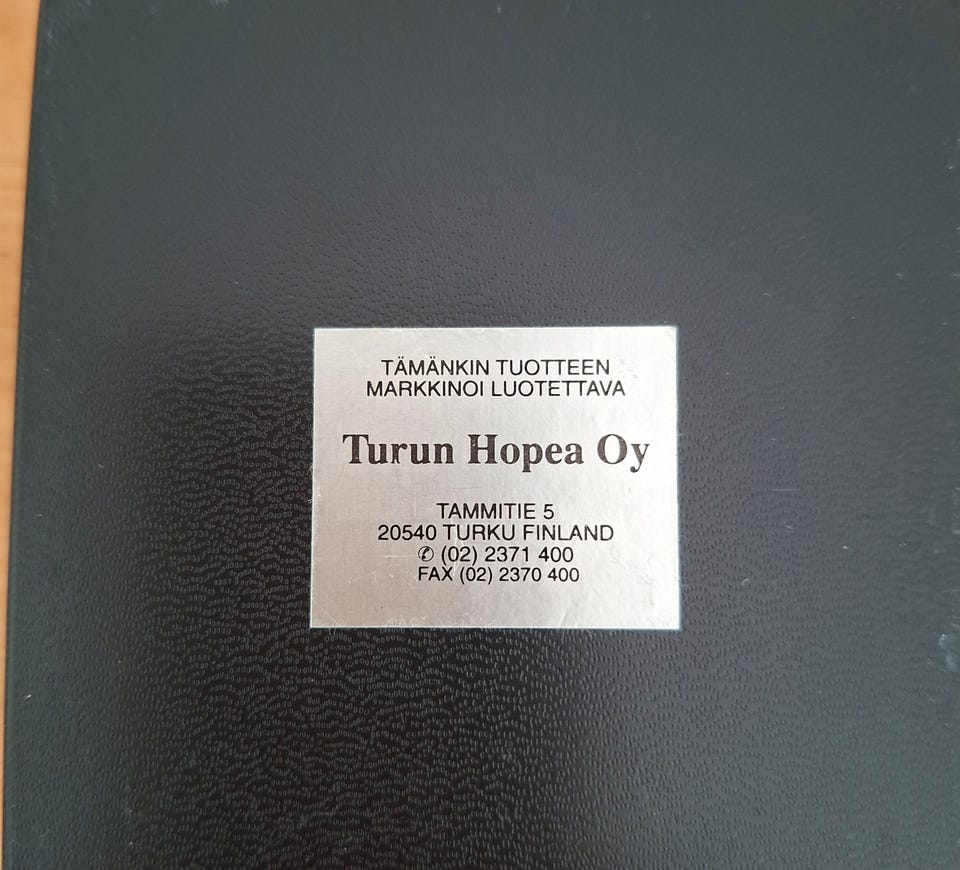 TÄMÄNKIN TUOTTEEN
MARKKINOI LUOTETTAVA
Turun Hopea Oy
TAMMITIE 5
20540 TURKU FINLAND
✆ (02) 2371 400
FAX (02) 2370 400